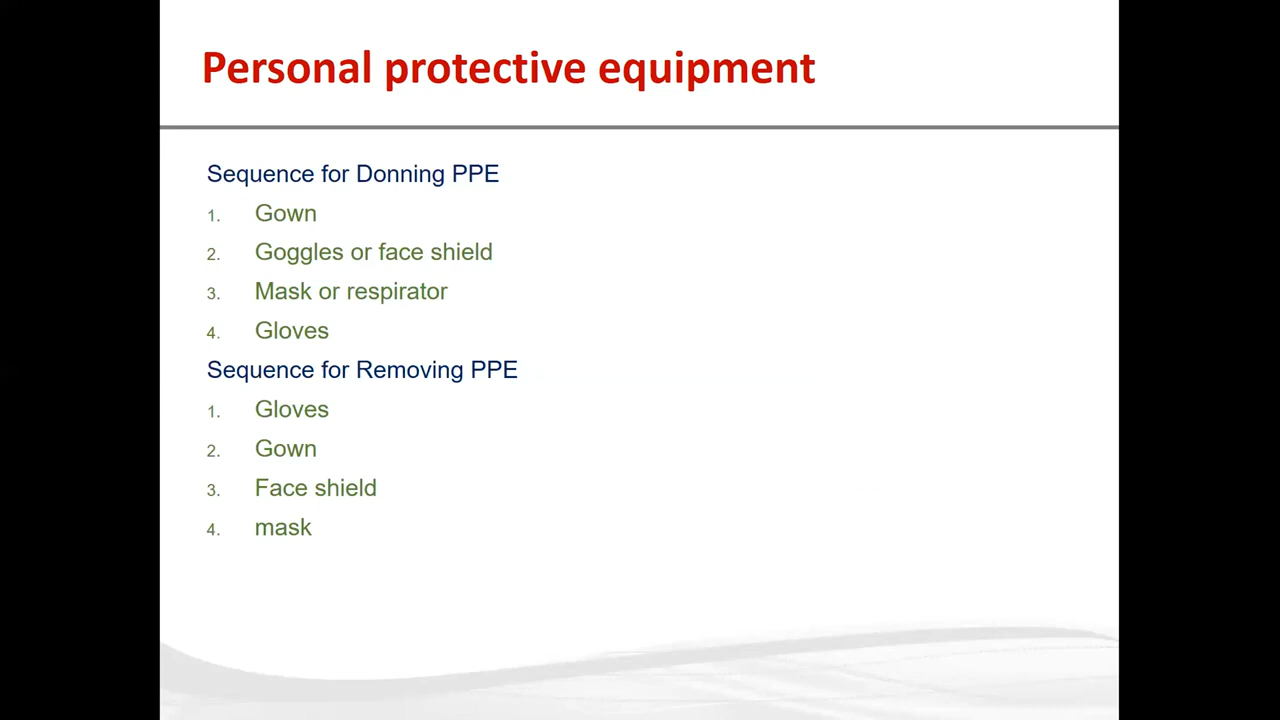 Personal protective equipment
Sequence for Donning PPE
1. Gown
2. Goggles or face shield
3. Mask or respirator
4. Gloves
Sequence for Removing PPE
1. Gloves
2. Gown
3. Face shield
4. mask